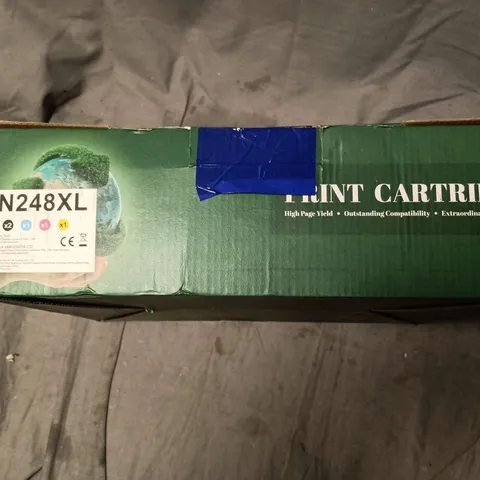 N248XL
x2 x1 x1 x1
CE
PRINT CARTRI
High Page Yield • Outstanding Compatibility • Extraordina